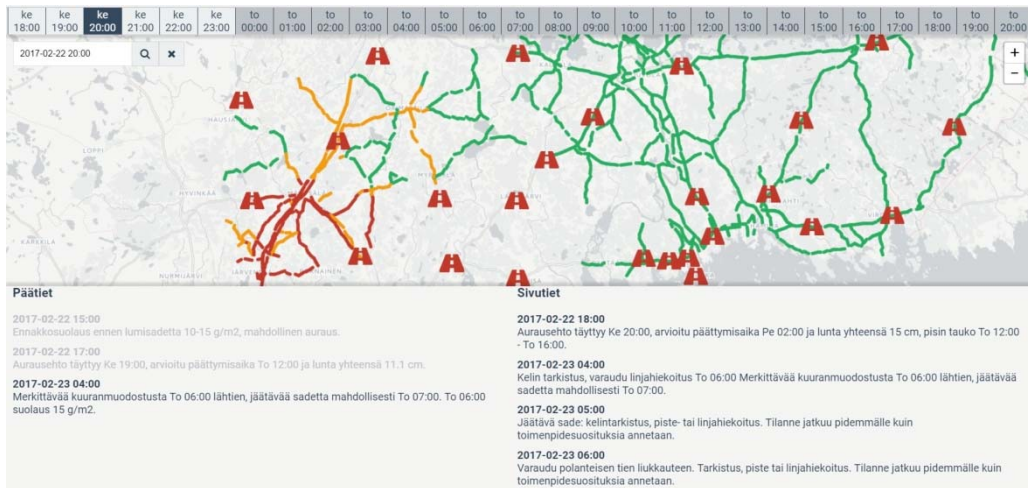 ke ke ke ke ke ke to to to to to to to to to to to to to to to to to to to to to
18:00 19:00 20:00 21:00 22:00 23:00 00:00 01:00 02:00 03:00 04:00 05:00 06:00 07:00 08:00 09:00 10:00 11:00 12:00 13:00 14:00 15:00 16:00 17:00 18:00 19:00 20:00
2017-02-22 20:00
+
−
LOPPI
HYVINKÄÄ
KARKKILA
NURMIJÄRVI
Päätiet
2017-02-22 15:00
Ennakkosuolaus ennen lumisadetta 10-15 g/m2, mahdollinen auraus.
2017-02-22 17:00
Aurausehto täyttyy Ke 19:00, arvioitu päättymisaika To 12:00 ja lunta yhteensä 11.1 cm.
2017-02-23 04:00
Merkittävää kuuranmuodostusta To 06:00 lähtien, jäätävää sadetta mahdollisesti To 07:00. To 06:00
suolaus 15 g/m2.
Sivutiet
2017-02-22 18:00
Aurausehto täyttyy Ke 20:00, arvioitu päättymisaika Pe 02:00 ja lunta yhteensä 15 cm, pisin tauko To 12:00
- To 16:00.
2017-02-23 04:00
Kelin tarkistus, varaudu linjahiekoitus To 06:00 Merkittävää kuuranmuodostusta To 06:00 lähtien, jäätävää
sadetta mahdollisesti To 07:00.
2017-02-23 05:00
Jäätävä sade: kelintarkistus, piste- tai linjahiekoitus. Tilanne jatkuu pidemmälle kuin
toimenpidesuosituksia annetaan.
2017-02-23 06:00
Varaudu polanteisen tien liukkauteen. Tarkistus, piste tai linjahiekoitus. Tilanne jatkuu pidemmälle kuin
toimenpidesuosituksia annetaan.